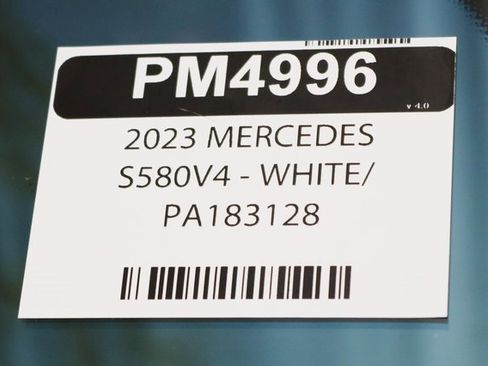 PM4996
v 4.0
2023 MERCEDES
S580V4 - WHITE/
PA183128